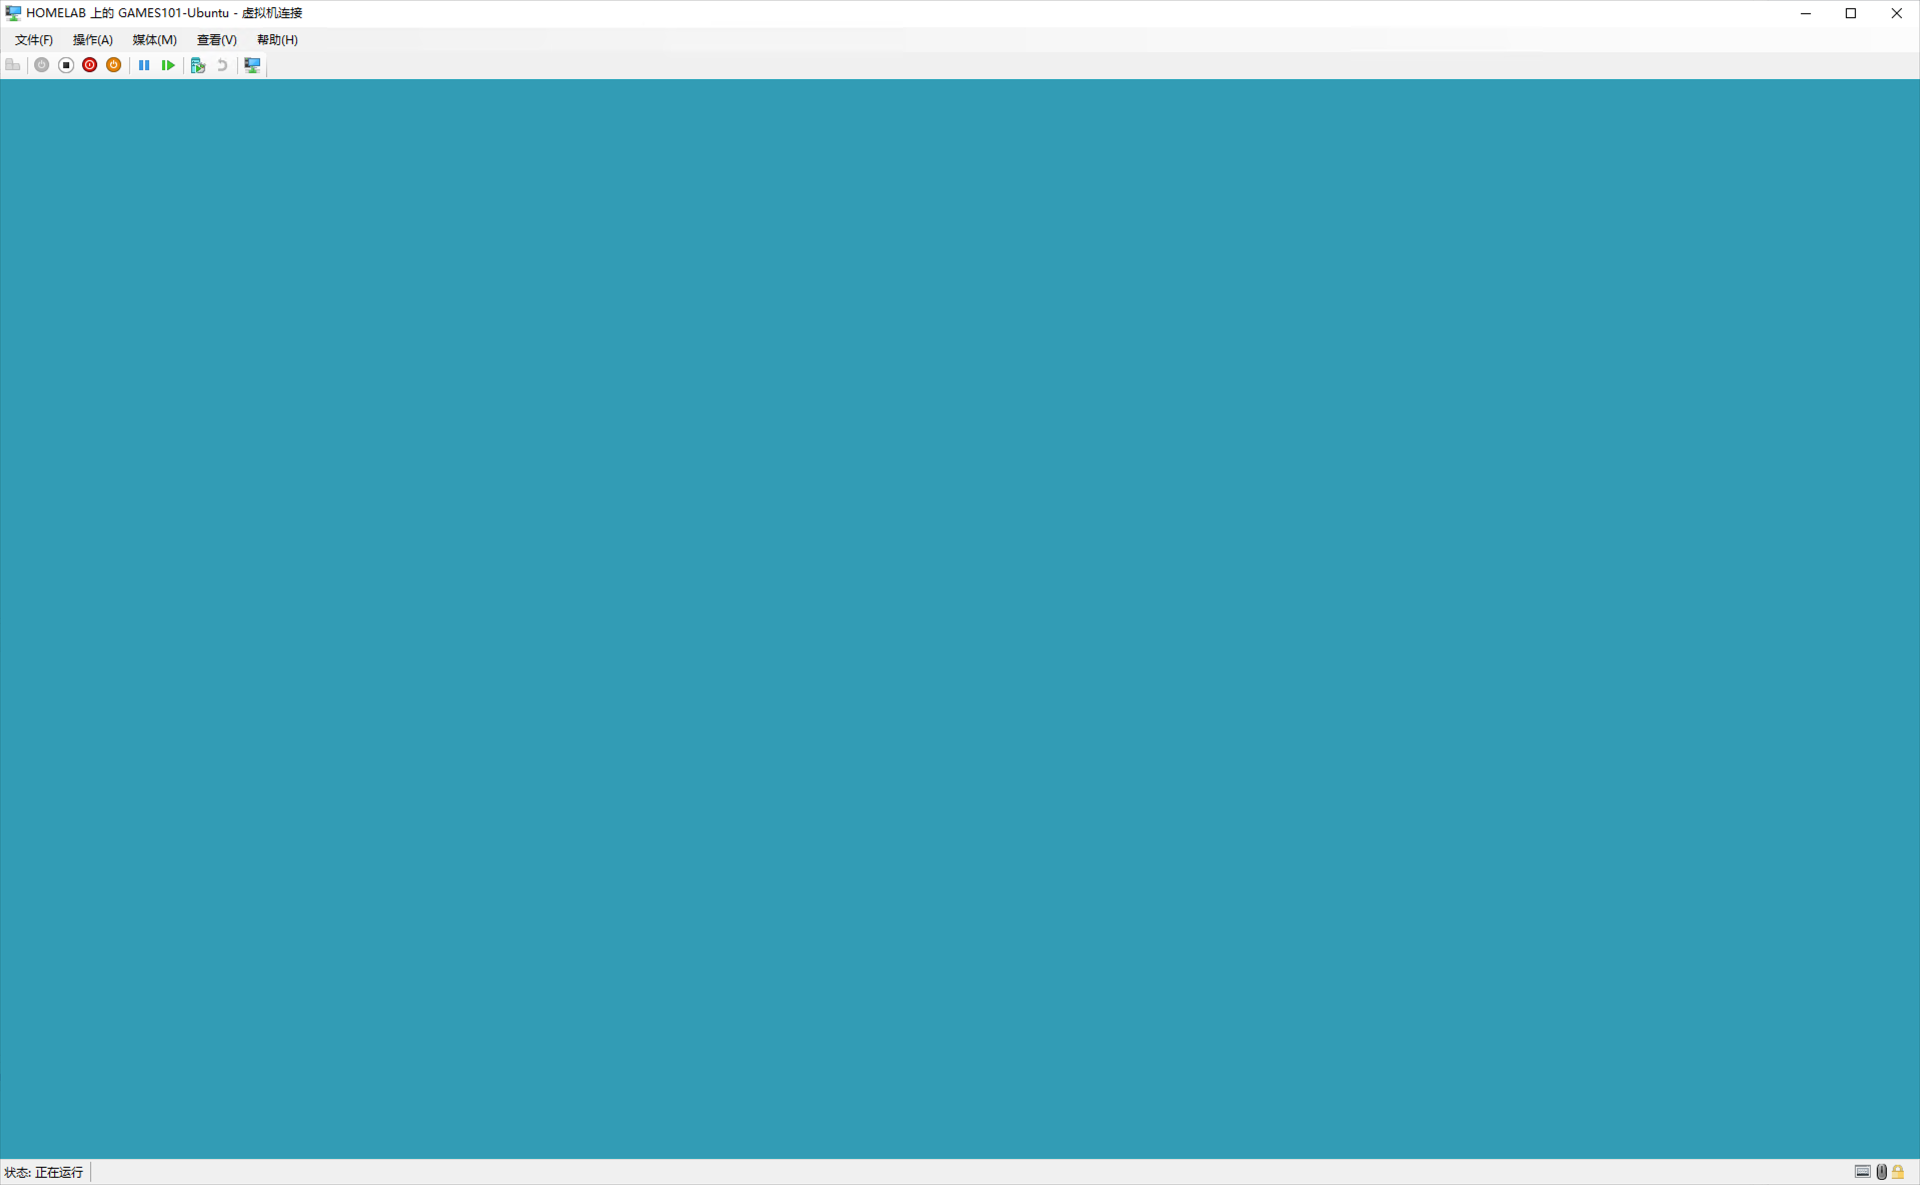 HOMELAB 上的 GAMES101-Ubuntu - 虚拟机连接
文件(F) 操作(A) 媒体(M) 查看(V) 帮助(H)
状态: 正在运行